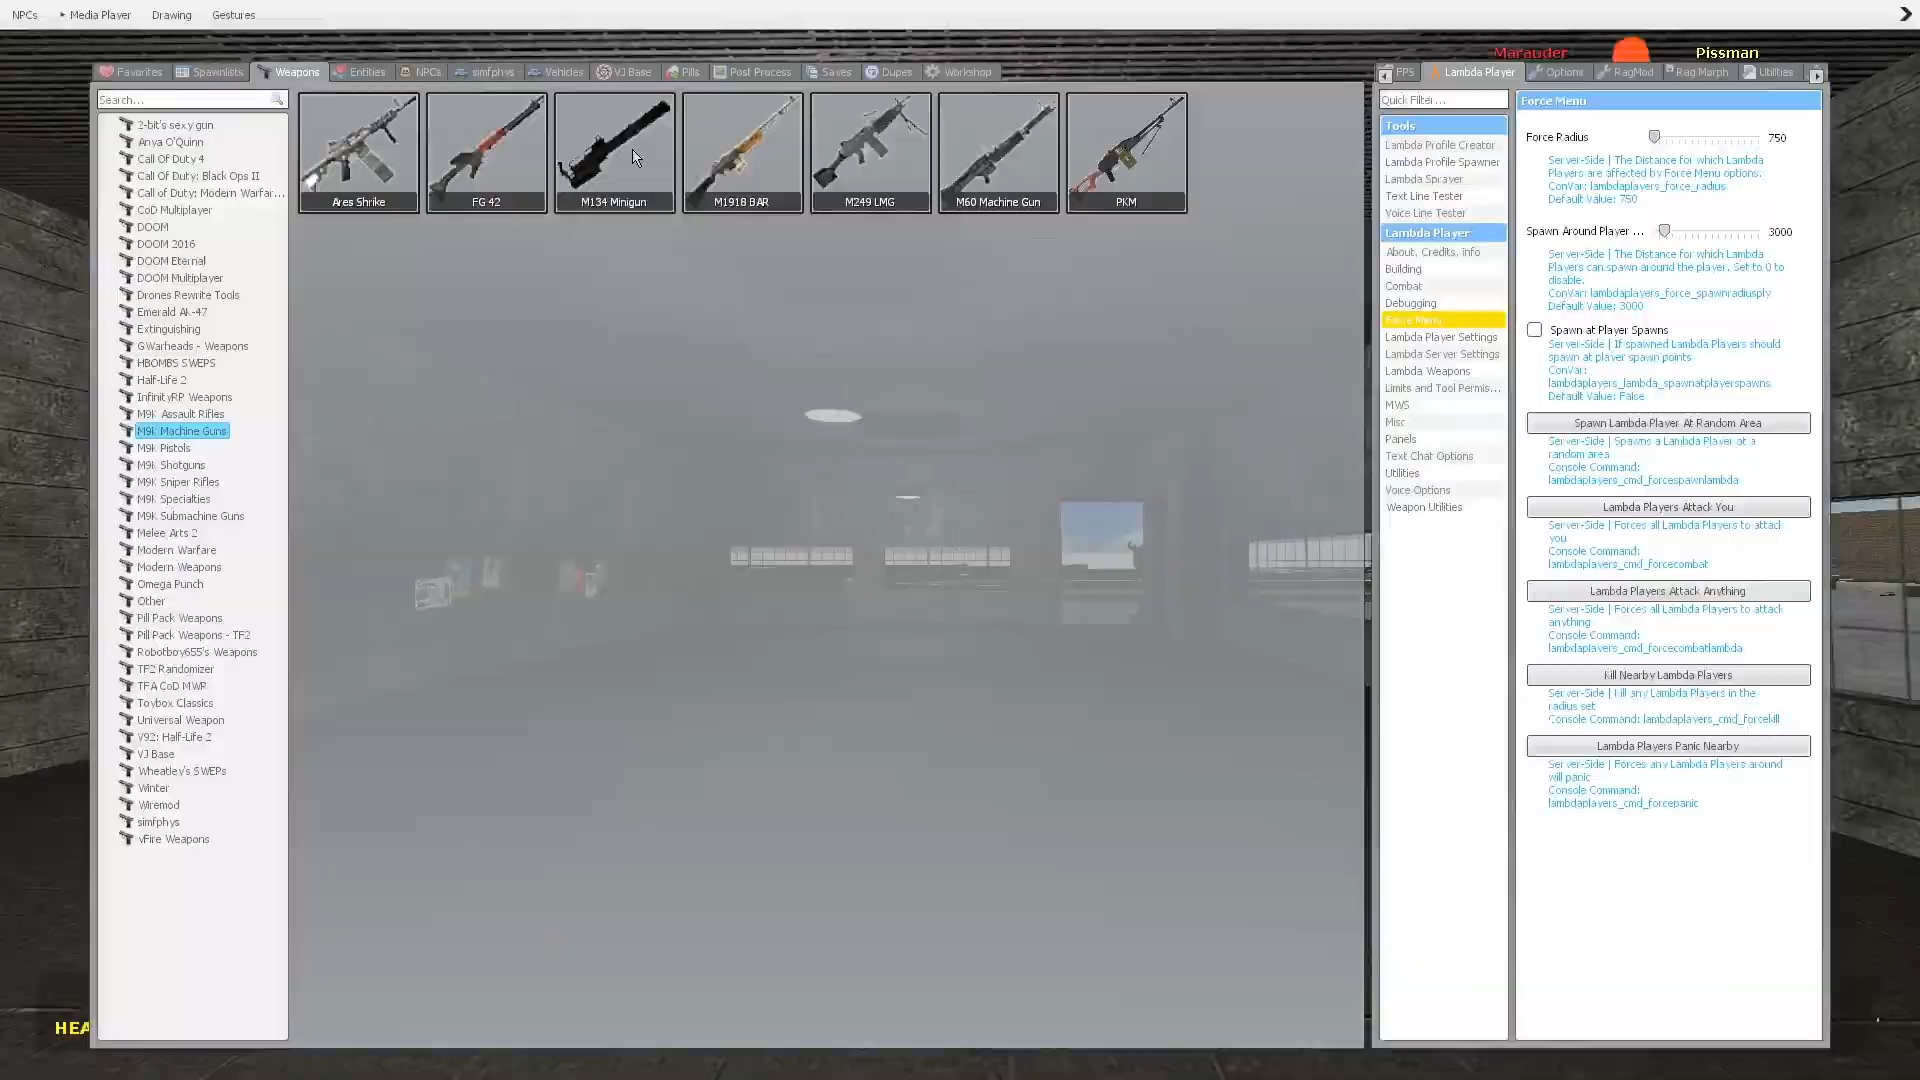 NPCs
Media Player
Drawing
Gestures
Marauder
Pissman
Favorites
Spawnlists
Weapons
Entities
NPCs
simfphys
Vehicles
VJ Base
Pills
Post Process
Saves
Dupes
Workshop
FPS
Lambda Player
Options
RagMod
Rag Morph
Utilities
Search...
2-bit's sexy gun
Anya O'Quinn
Call Of Duty 4
Call Of Duty: Black Ops II
Call of Duty: Modern Warfar...
CoD Multiplayer
DOOM
DOOM 2016
DOOM Eternal
DOOM Multiplayer
Drones Rewrite Tools
Emerald AK-47
Extinguishing
GWarheads - Weapons
HBOMBS SWEPS
Half-Life 2
InfinityRP Weapons
M9K Assault Rifles
M9K Machine Guns
M9K Pistols
M9K Shotguns
M9K Sniper Rifles
M9K Specialties
M9K Submachine Guns
Melee Arts 2
Modern Warfare
Modern Weapons
Omega Punch
Other
Pill Pack Weapons
Pill Pack Weapons - TF2
Robotboy655's Weapons
TF2 Randomizer
TFA CoD MWR
Toybox Classics
Universal Weapon
V92: Half-Life 2
VJ Base
Wheatley's SWEPs
Winter
Wiremod
simfphys
vFire Weapons
Ares Shrike
FG 42
M134 Minigun
M1918 BAR
M249 LMG
M60 Machine Gun
PKM
Quick Filter...
Tools
Lambda Profile Creator
Lambda Profile Spawner
Lambda Sprayer
Text Line Tester
Voice Line Tester
Lambda Player
About, Credits, info
Building
Combat
Debugging
Force Menu
Lambda Player Settings
Lambda Server Settings
Lambda Weapons
Limits and Tool Permis...
MWS
Misc
Panels
Text Chat Options
Utilities
Voice Options
Weapon Utilities
Force Menu
Force Radius 750
Server-Side | The Distance for which Lambda
Players are affected by Force Menu options.
ConVar: lambdaplayers_force_radius
Default Value: 750
Spawn Around Player ... 3000
Server-Side | The Distance for which Lambda
Players can spawn around the player. Set to 0 to
disable.
ConVar: lambdaplayers_force_spawnradiusply
Default Value: 3000
Spawn at Player Spawns
Server-Side | If spawned Lambda Players should
spawn at player spawn points
ConVar:
lambdaplayers_lambda_spawnatplayerspawns
Default Value: False
Spawn Lambda Player At Random Area
Server-Side | Spawns a Lambda Player at a
random area
Console Command:
lambdaplayers_cmd_forcespawnlambda
Lambda Players Attack You
Server-Side | Forces all Lambda Players to attack
you
Console Command:
lambdaplayers_cmd_forcecombat
Lambda Players Attack Anything
Server-Side | Forces all Lambda Players to attack
anything
Console Command:
lambdaplayers_cmd_forcecombatlambda
Kill Nearby Lambda Players
Server-Side | Kill any Lambda Players in the
radius set
Console Command: lambdaplayers_cmd_forcekill
Lambda Players Panic Nearby
Server-Side | Forces any Lambda Players around
will panic
Console Command:
lambdaplayers_cmd_forcepanic
HEA